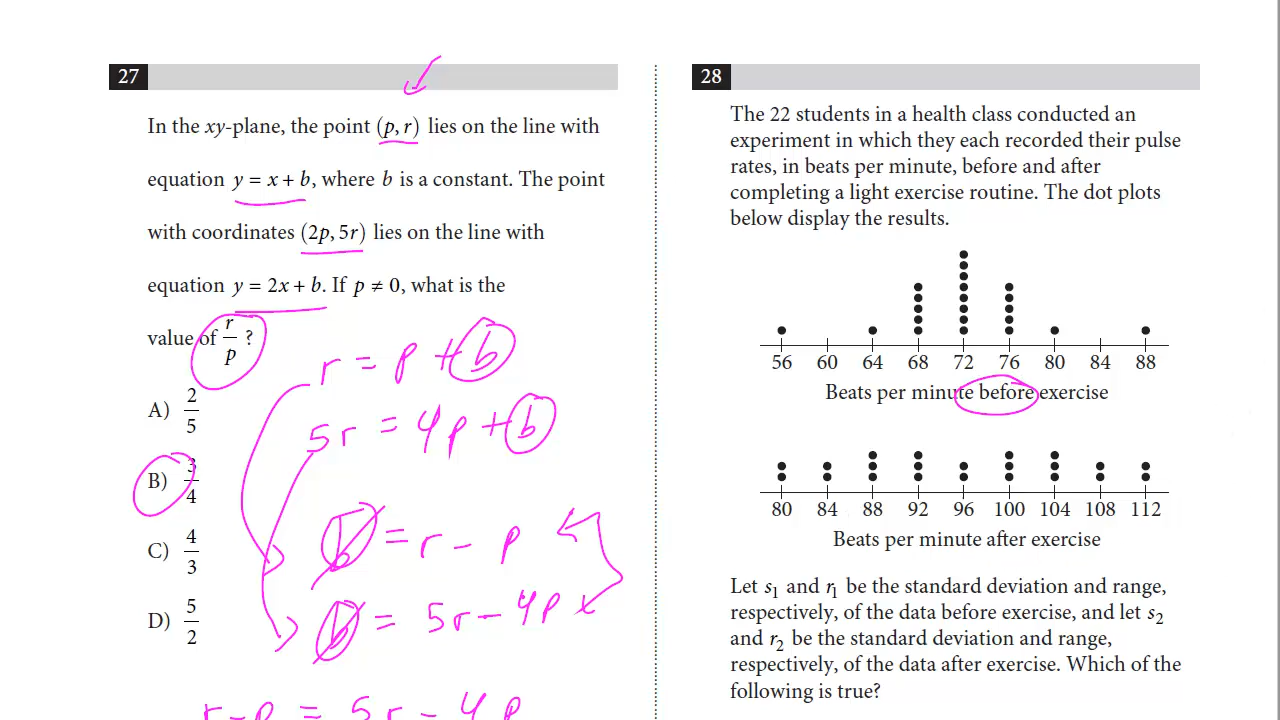 27
In the xy-plane, the point (p, r) lies on the line with
equation y = x + b, where b is a constant. The point
with coordinates (2p, 5r) lies on the line with
equation y = 2x + b. If p ≠ 0, what is the
value of r/p ?
A) 2/5
B) 3/4
C) 4/3
D) 5/2
r = p + b
5r = 4p + b
b = r - p
b = 5r - 4p
r - p = 5r - 4p
28
The 22 students in a health class conducted an
experiment in which they each recorded their pulse
rates, in beats per minute, before and after
completing a light exercise routine. The dot plots
below display the results.
56 60 64 68 72 76 80 84 88
Beats per minute before exercise
80 84 88 92 96 100 104 108 112
Beats per minute after exercise
Let s₁ and r₁ be the standard deviation and range,
respectively, of the data before exercise, and let s₂
and r₂ be the standard deviation and range,
respectively, of the data after exercise. Which of the
following is true?